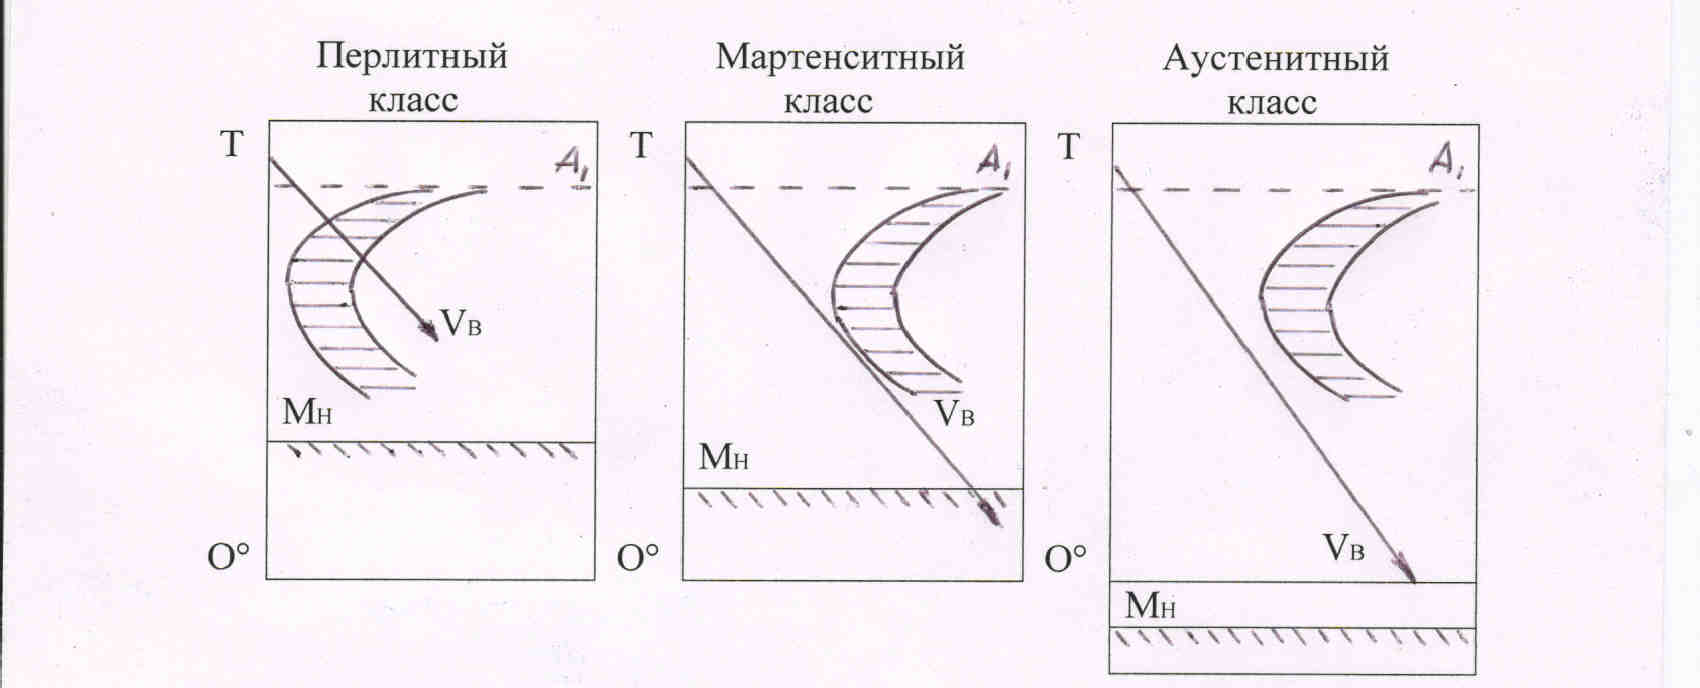 Перлитный
класс
T
A₁
Vв
Mн
O°
Мартенситный
класс
T
A₁
Vв
Mн
O°
Аустенитный
класс
T
A₁
O°
Vв
Mн